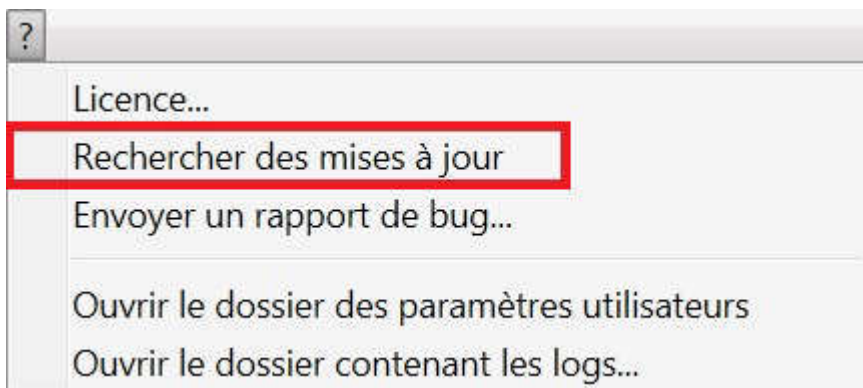 ?
Licence...
Rechercher des mises à jour
Envoyer un rapport de bug...
Ouvrir le dossier des paramètres utilisateurs
Ouvrir le dossier contenant les logs...